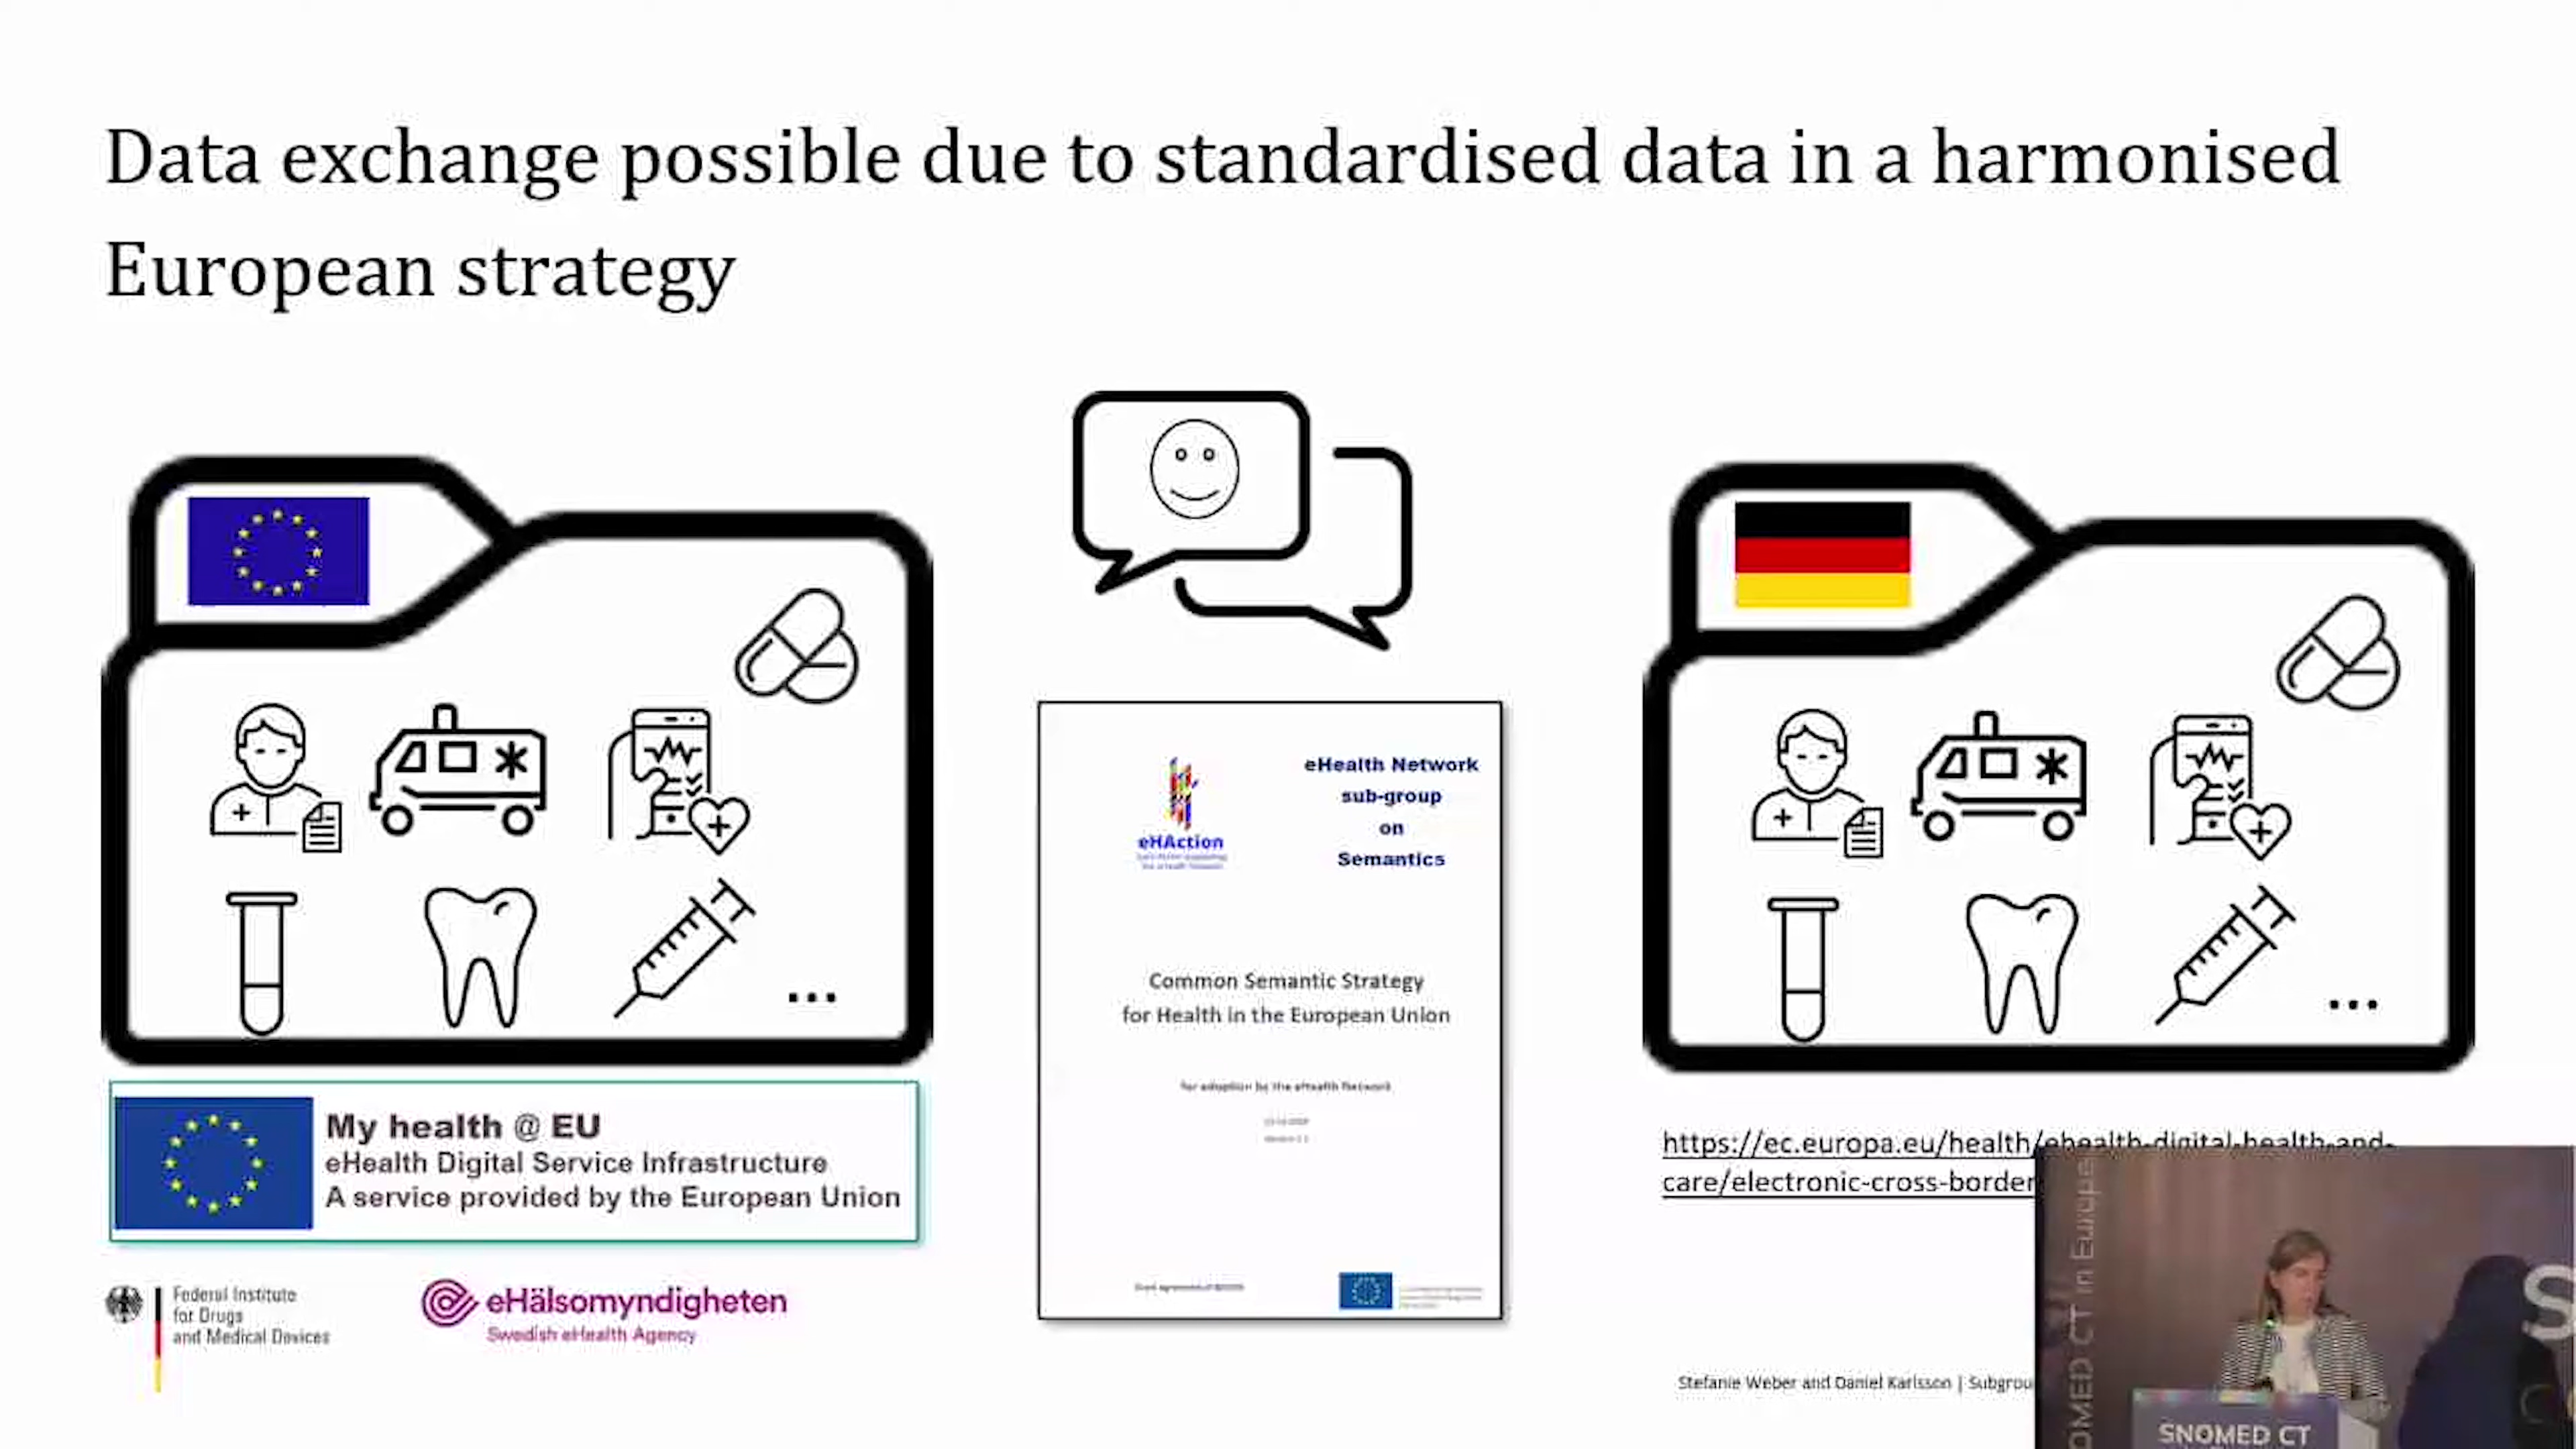 Data exchange possible due to standardised data in a harmonised
European strategy
eHAction
eHealth Network
sub-group
on
Semantics
Common Semantic Strategy
for Health in the European Union
for adoption by the eHealth Network
...
...
My health @ EU
eHealth Digital Service Infrastructure
A service provided by the European Union
https://ec.europa.eu/health/ehealth-digital-health-and-
care/electronic-cross-border
Federal Institute
for Drugs
and Medical Devices
eHälsomyndigheten
Swedish eHealth Agency
Stefanie Weber and Daniel Karlsson | Subgrou
OMED CT in Europe
S
SNOMED CT